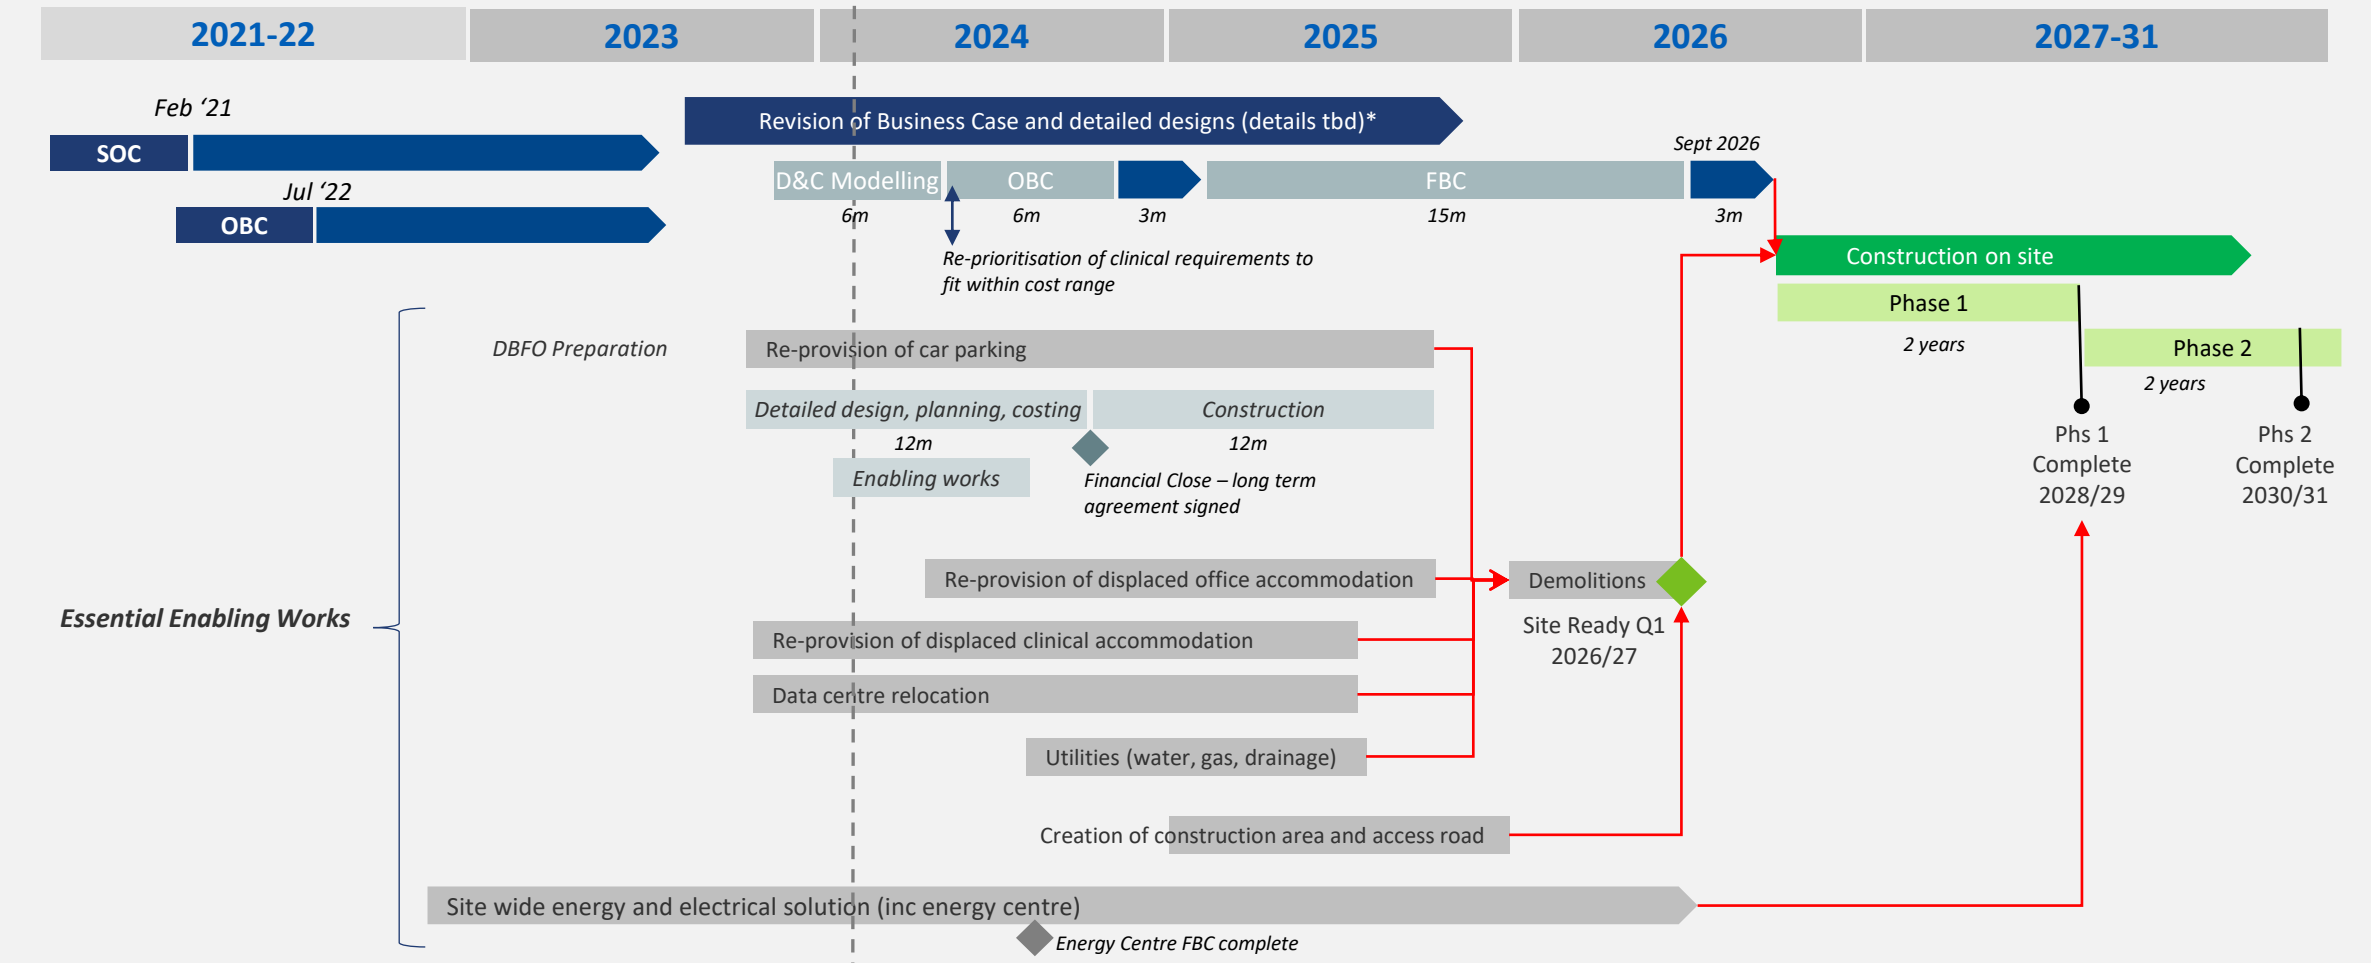 2021-22
2023
2024
2025
2026
2027-31
Feb ‘21
SOC
Jul ‘22
OBC
Revision of Business Case and detailed designs (details tbd)*
Sept 2026
D&C Modelling
OBC
FBC
6m
6m
3m
15m
3m
Re-prioritisation of clinical requirements to
fit within cost range
Construction on site
Phase 1
2 years
Phase 2
2 years
Phs 1
Complete
2028/29
Phs 2
Complete
2030/31
Essential Enabling Works
DBFO Preparation
Re-provision of car parking
Detailed design, planning, costing
Construction
12m
12m
Enabling works
Financial Close – long term
agreement signed
Re-provision of displaced office accommodation
Demolitions
Site Ready Q1
2026/27
Re-provision of displaced clinical accommodation
Data centre relocation
Utilities (water, gas, drainage)
Creation of construction area and access road
Site wide energy and electrical solution (inc energy centre)
Energy Centre FBC complete